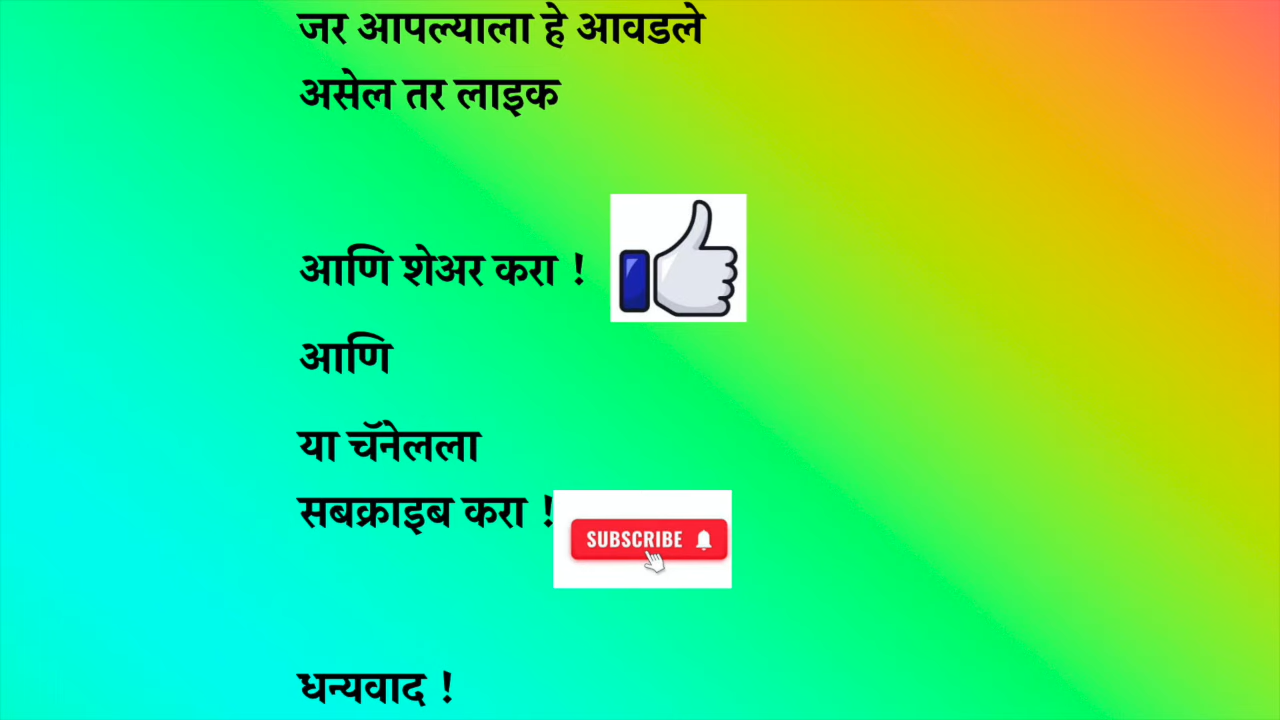 जर आपल्याला हे आवडले
असेल तर लाइक
आणि शेअर करा !
आणि
या चॅनेलला
सबक्राइब करा !
SUBSCRIBE
धन्यवाद !